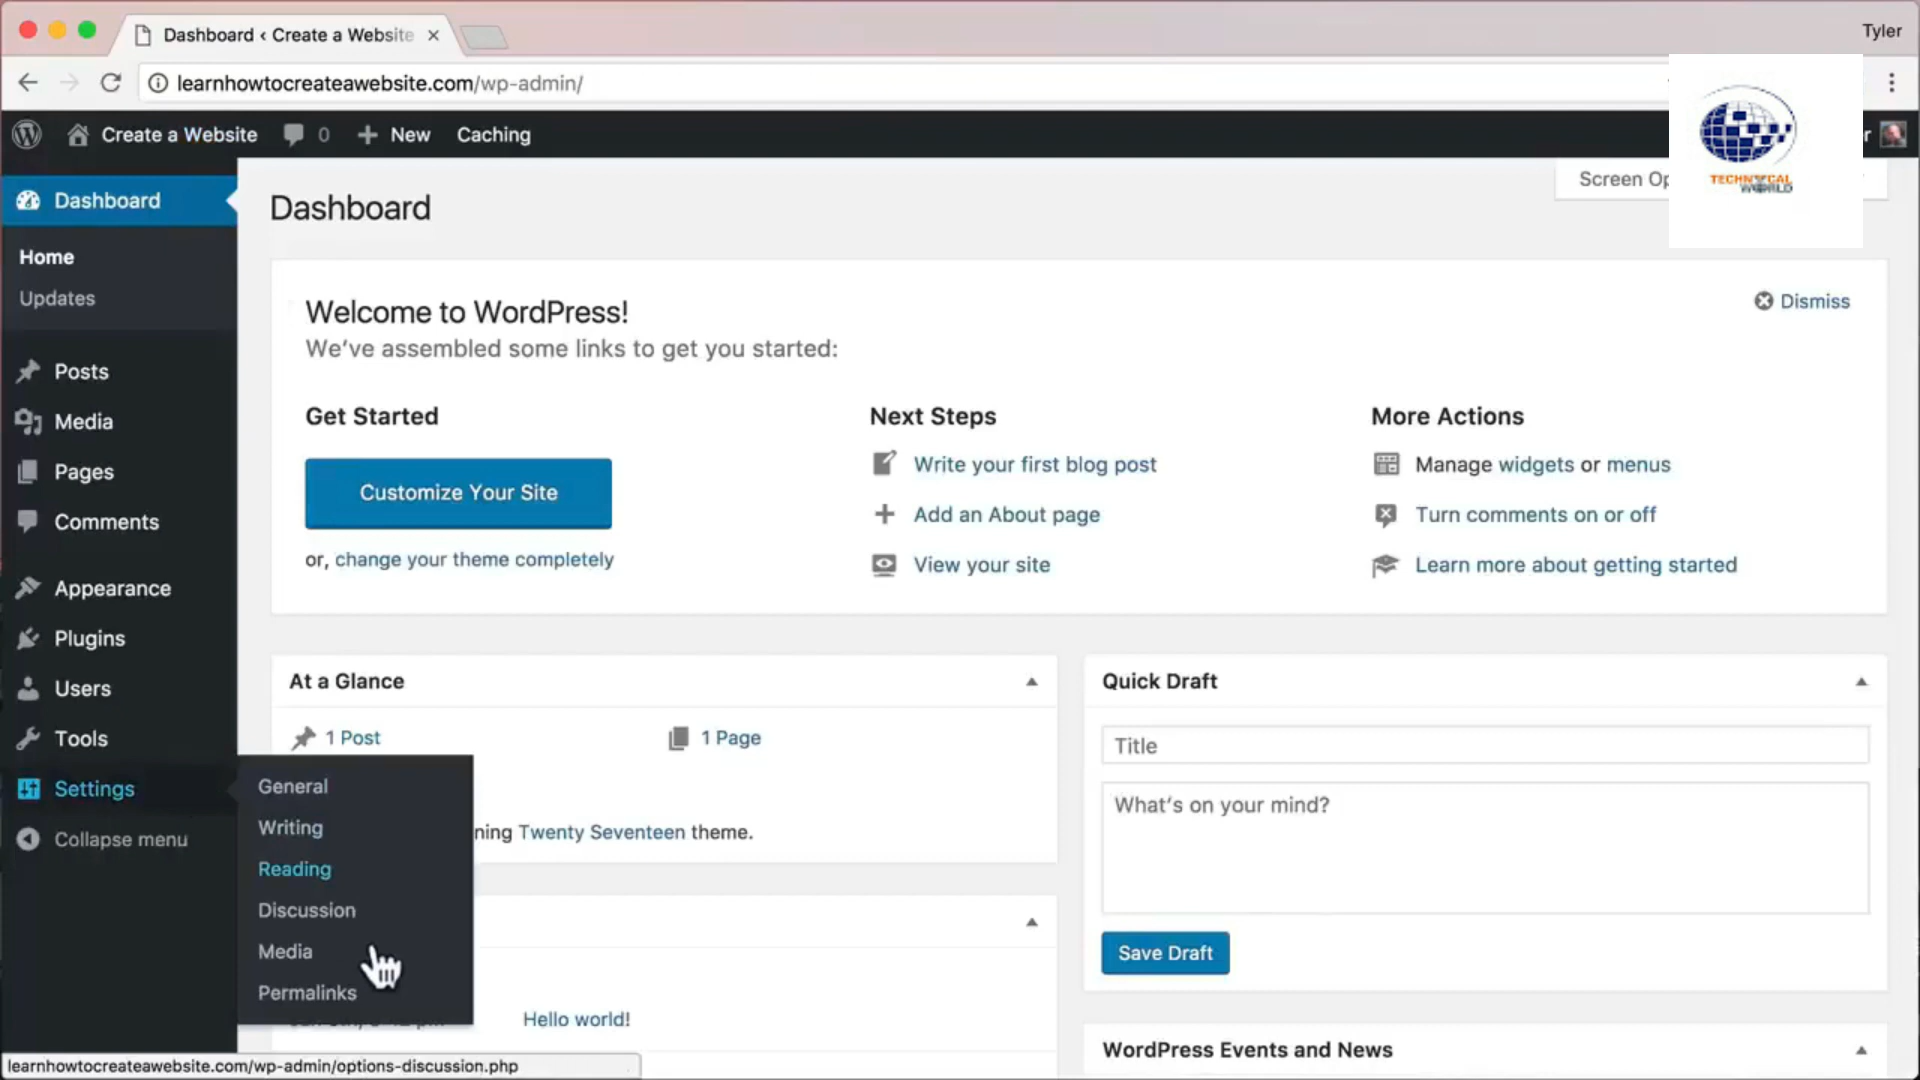 Dashboard ‹ Create a Website
Tyler
learnhowtocreateawebsite.com/wp-admin/
Create a Website 0 New Caching
TECHNYCAL
WORLD
Dashboard
Home
Updates
Posts
Media
Pages
Comments
Appearance
Plugins
Users
Tools
Settings
Collapse menu
General
Writing
Reading
Discussion
Media
Permalinks
Dashboard
Screen
Welcome to WordPress!
Dismiss
We've assembled some links to get you started:
Get Started
Customize Your Site
or, change your theme completely
Next Steps
Write your first blog post
Add an About page
View your site
More Actions
Manage widgets or menus
Turn comments on or off
Learn more about getting started
At a Glance
1 Post
1 Page
Twenty Seventeen theme.
Hello world!
Quick Draft
Title
What's on your mind?
Save Draft
WordPress Events and News
learnhowtocreateawebsite.com/wp-admin/options-discussion.php